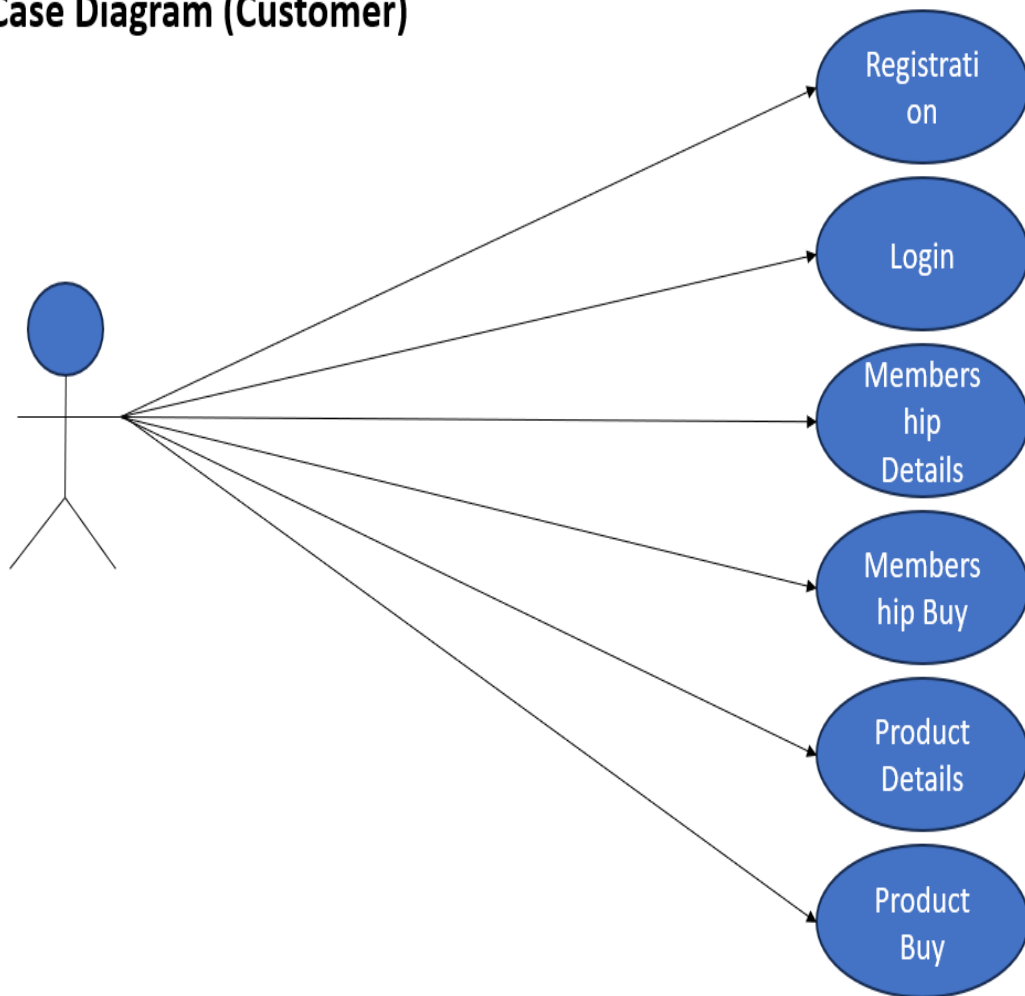 Case Diagram (Customer)
Registrati
on
Login
Members
hip
Details
Members
hip Buy
Product
Details
Product
Buy